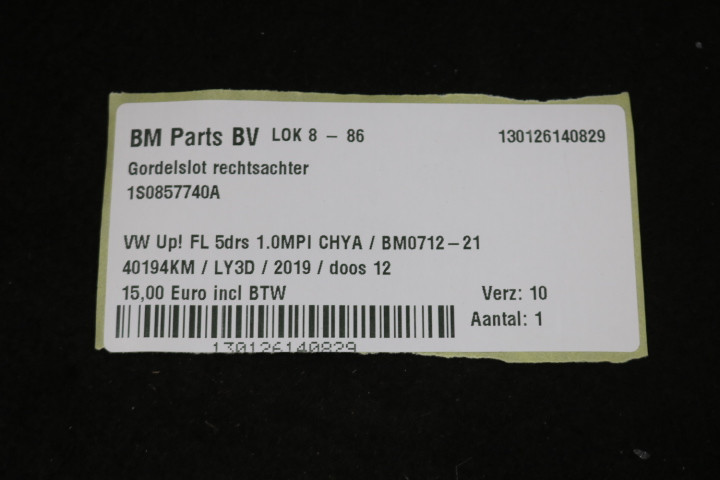 BM Parts BV LOK 8 - 86 130126140829
Gordelslot rechtsachter
1S0857740A
VW Up! FL 5drs 1.0MPI CHYA / BM0712-21
40194KM / LY3D / 2019 / doos 12
15,00 Euro incl BTW Verz: 10
Aantal: 1
130126140829